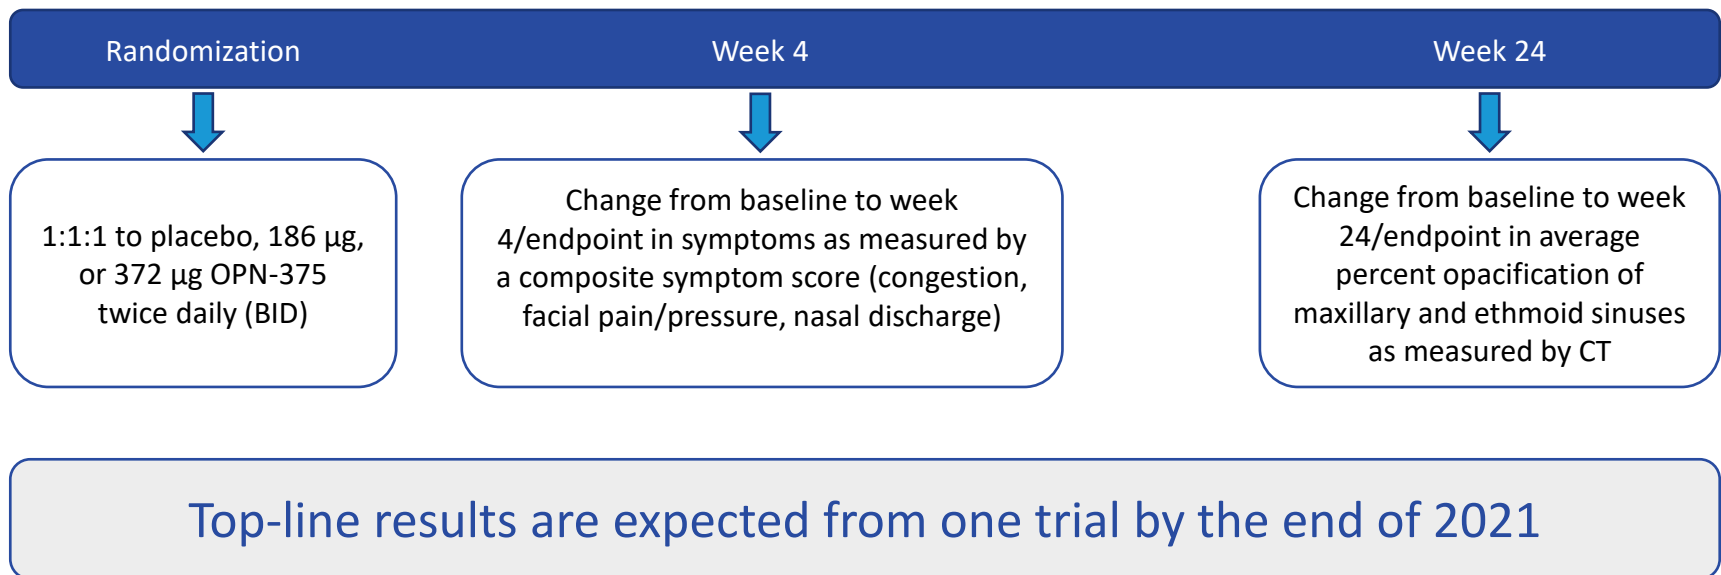 Randomization
Week 4
Week 24
1:1:1 to placebo, 186 µg,
or 372 µg OPN-375
twice daily (BID)
Change from baseline to week
4/endpoint in symptoms as measured by
a composite symptom score (congestion,
facial pain/pressure, nasal discharge)
Change from baseline to week
24/endpoint in average
percent opacification of
maxillary and ethmoid sinuses
as measured by CT
Top-line results are expected from one trial by the end of 2021